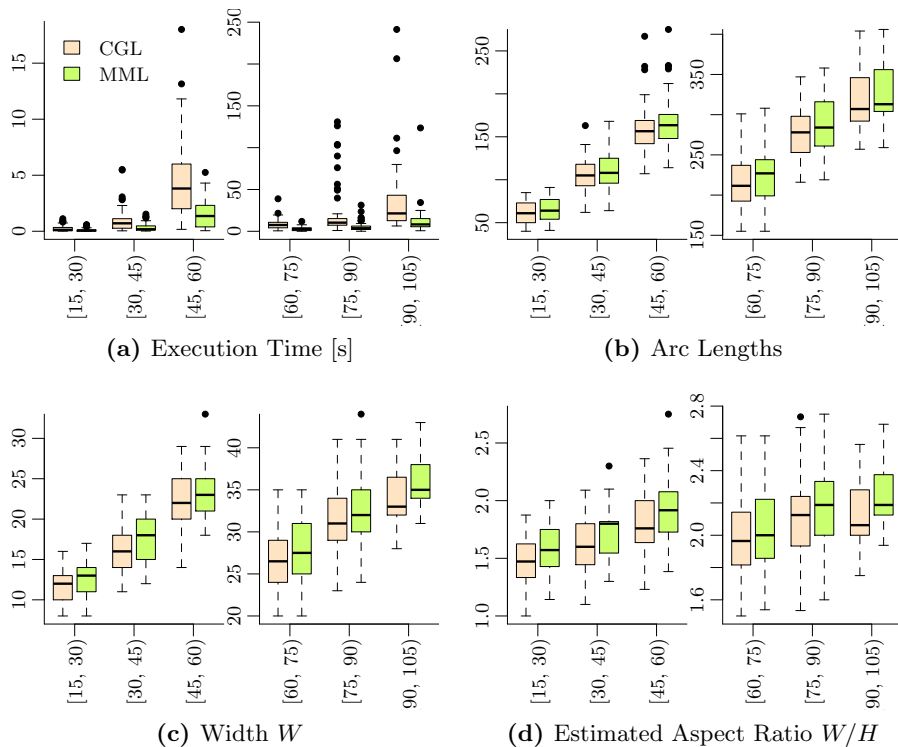 CGL
MML
0 5 10 15
0 50 150 250
[15, 30) [30, 45) [45, 60)
[60, 75) [75, 90) [90, 105)
(a) Execution Time [s]
50 150 250
150 250 350
[15, 30) [30, 45) [45, 60)
[60, 75) [75, 90) (90, 105)
(b) Arc Lengths
10 15 20 25 30
20 25 30 35 40
[15, 30) [30, 45) [45, 60)
[60, 75) [75, 90) 90, 105)
(c) Width W
1.0 1.5 2.0 2.5
1.6 2.0 2.4 2.8
[15, 30) [30, 45) [45, 60)
[60, 75) [75, 90) 90, 105)
(d) Estimated Aspect Ratio W/H